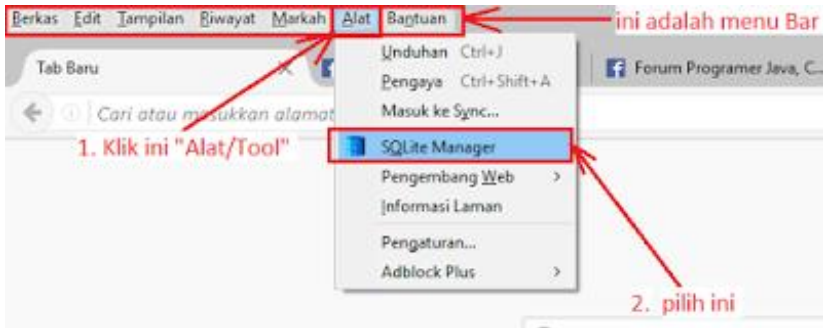 Berkas Edit Tampilan Riwayat Markah Alat Bantuan ini adalah menu Bar
Unduhan Ctrl+J
Tab Baru Forum Programer Java, C...
Pengaya Ctrl+Shift+A
Cari atau masukkan alamat
Masuk ke Sync...
1. Klik ini "Alat/Tool"
SQLite Manager
Pengembang Web
Informasi Laman
Pengaturan...
Adblock Plus
2. pilih ini